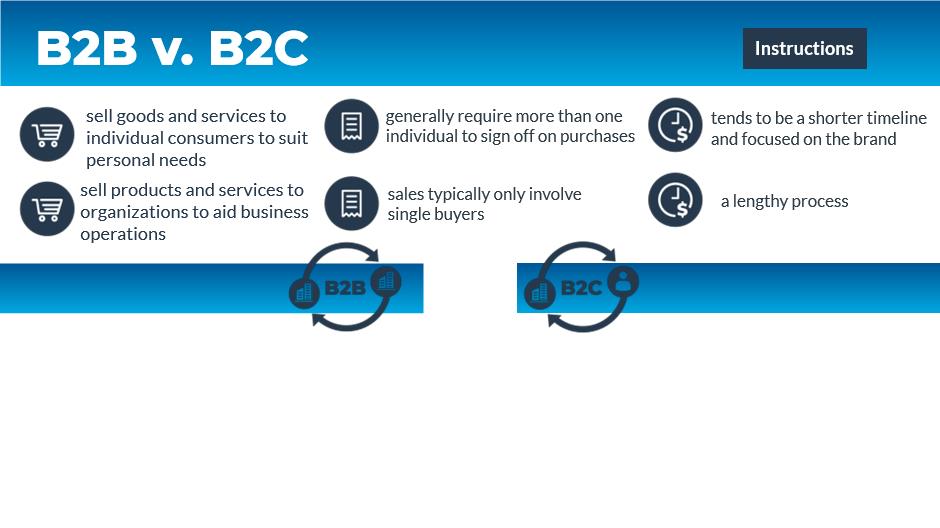 B2B v. B2C
Instructions
sell goods and services to
individual consumers to suit
personal needs
generally require more than one
individual to sign off on purchases
tends to be a shorter timeline
and focused on the brand
sell products and services to
organizations to aid business
operations
sales typically only involve
single buyers
a lengthy process
B2B
B2C